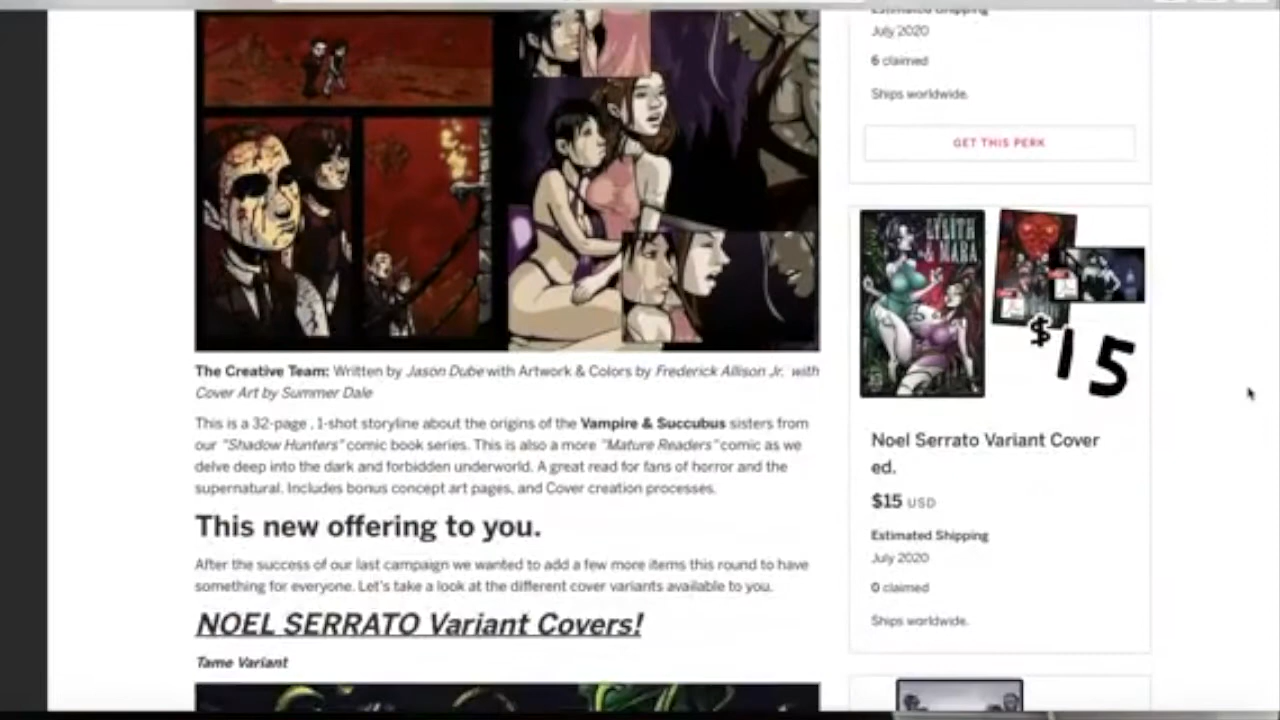 The Creative Team: Written by Jason Dube with Artwork & Colors by Frederick Allison Jr. with
Cover Art by Summer Dale
This is a 32-page , 1-shot storyline about the origins of the Vampire & Succubus sisters from
our "Shadow Hunters" comic book series. This is also a more "Mature Readers" comic as we
delve deep into the dark and forbidden underworld. A great read for fans of horror and the
supernatural. Includes bonus concept art pages, and Cover creation processes.
This new offering to you.
After the success of our last campaign we wanted to add a few more items this round to have
something for everyone. Let's take a look at the different cover variants available to you.
NOEL SERRATO Variant Covers!
Tame Variant
Estimated Shipping
July 2020
6 claimed
Ships worldwide.
GET THIS PERK
LYLITH
& MARA
$15
Noel Serrato Variant Cover
ed.
$15 USD
Estimated Shipping
July 2020
0 claimed
Ships worldwide.